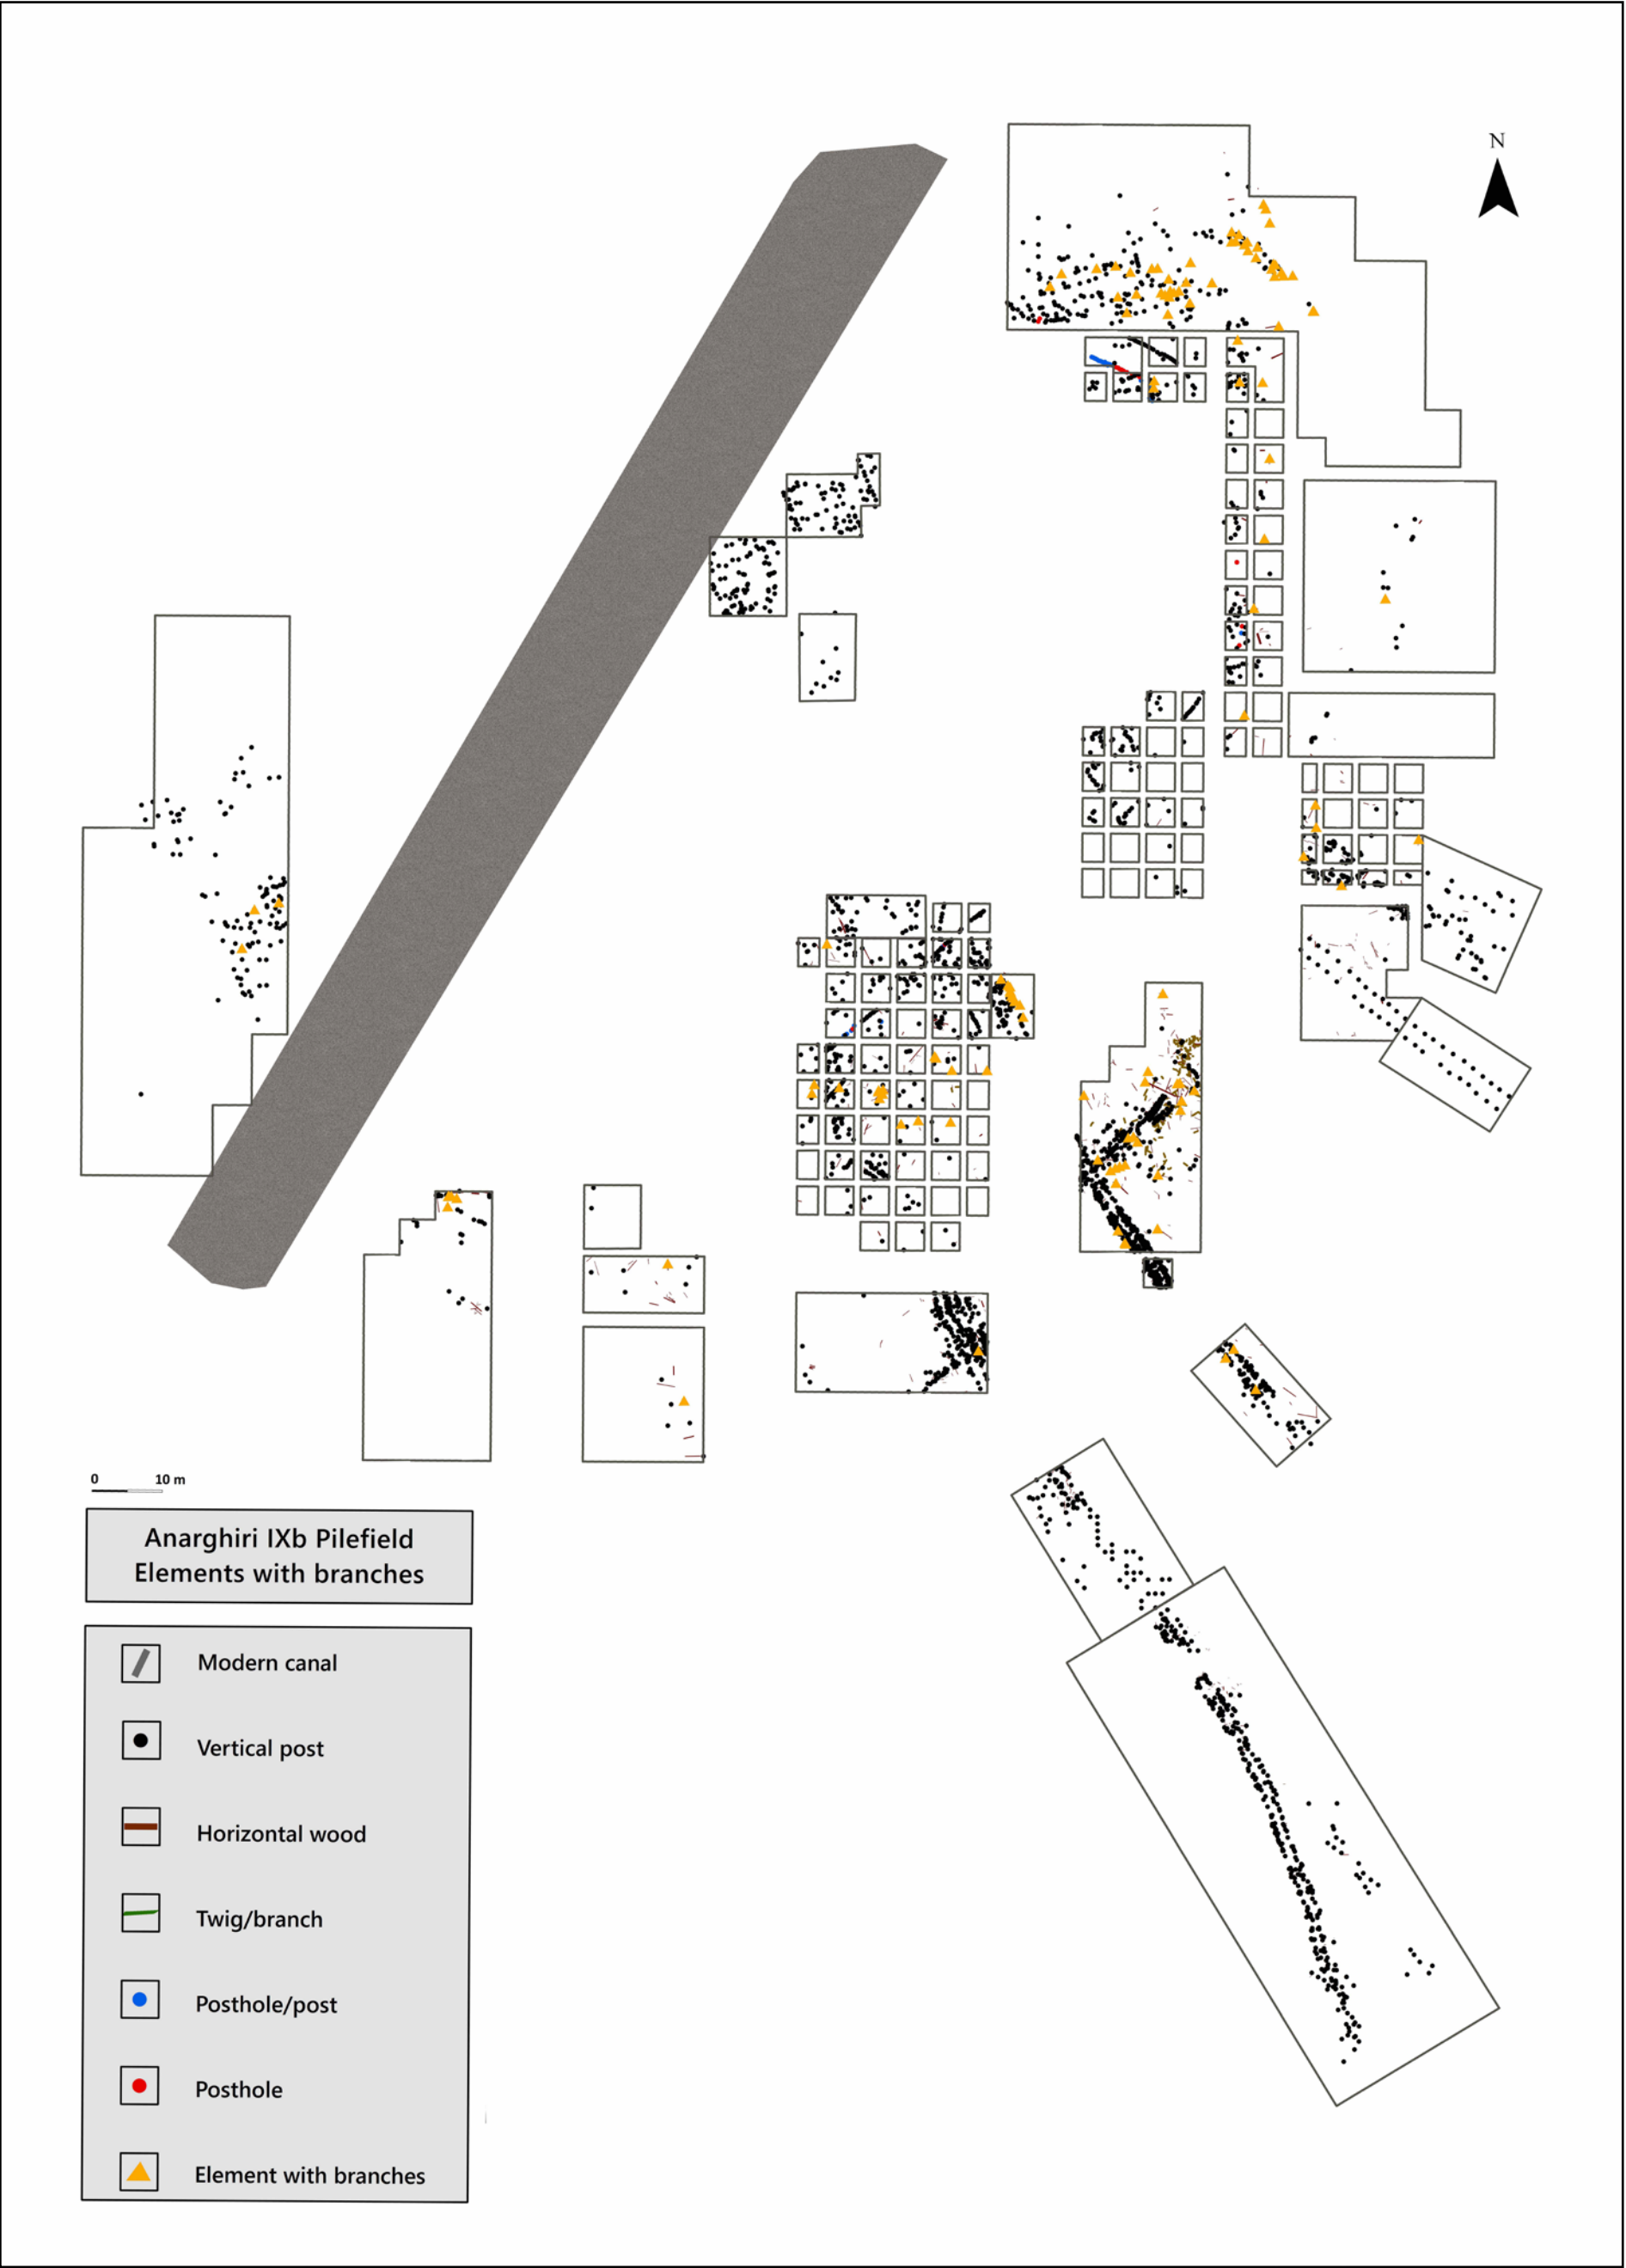 N
0 10 m
Anarghiri IXb Pilefield
Elements with branches
Modern canal
Vertical post
Horizontal wood
Twig/branch
Posthole/post
Posthole
Element with branches